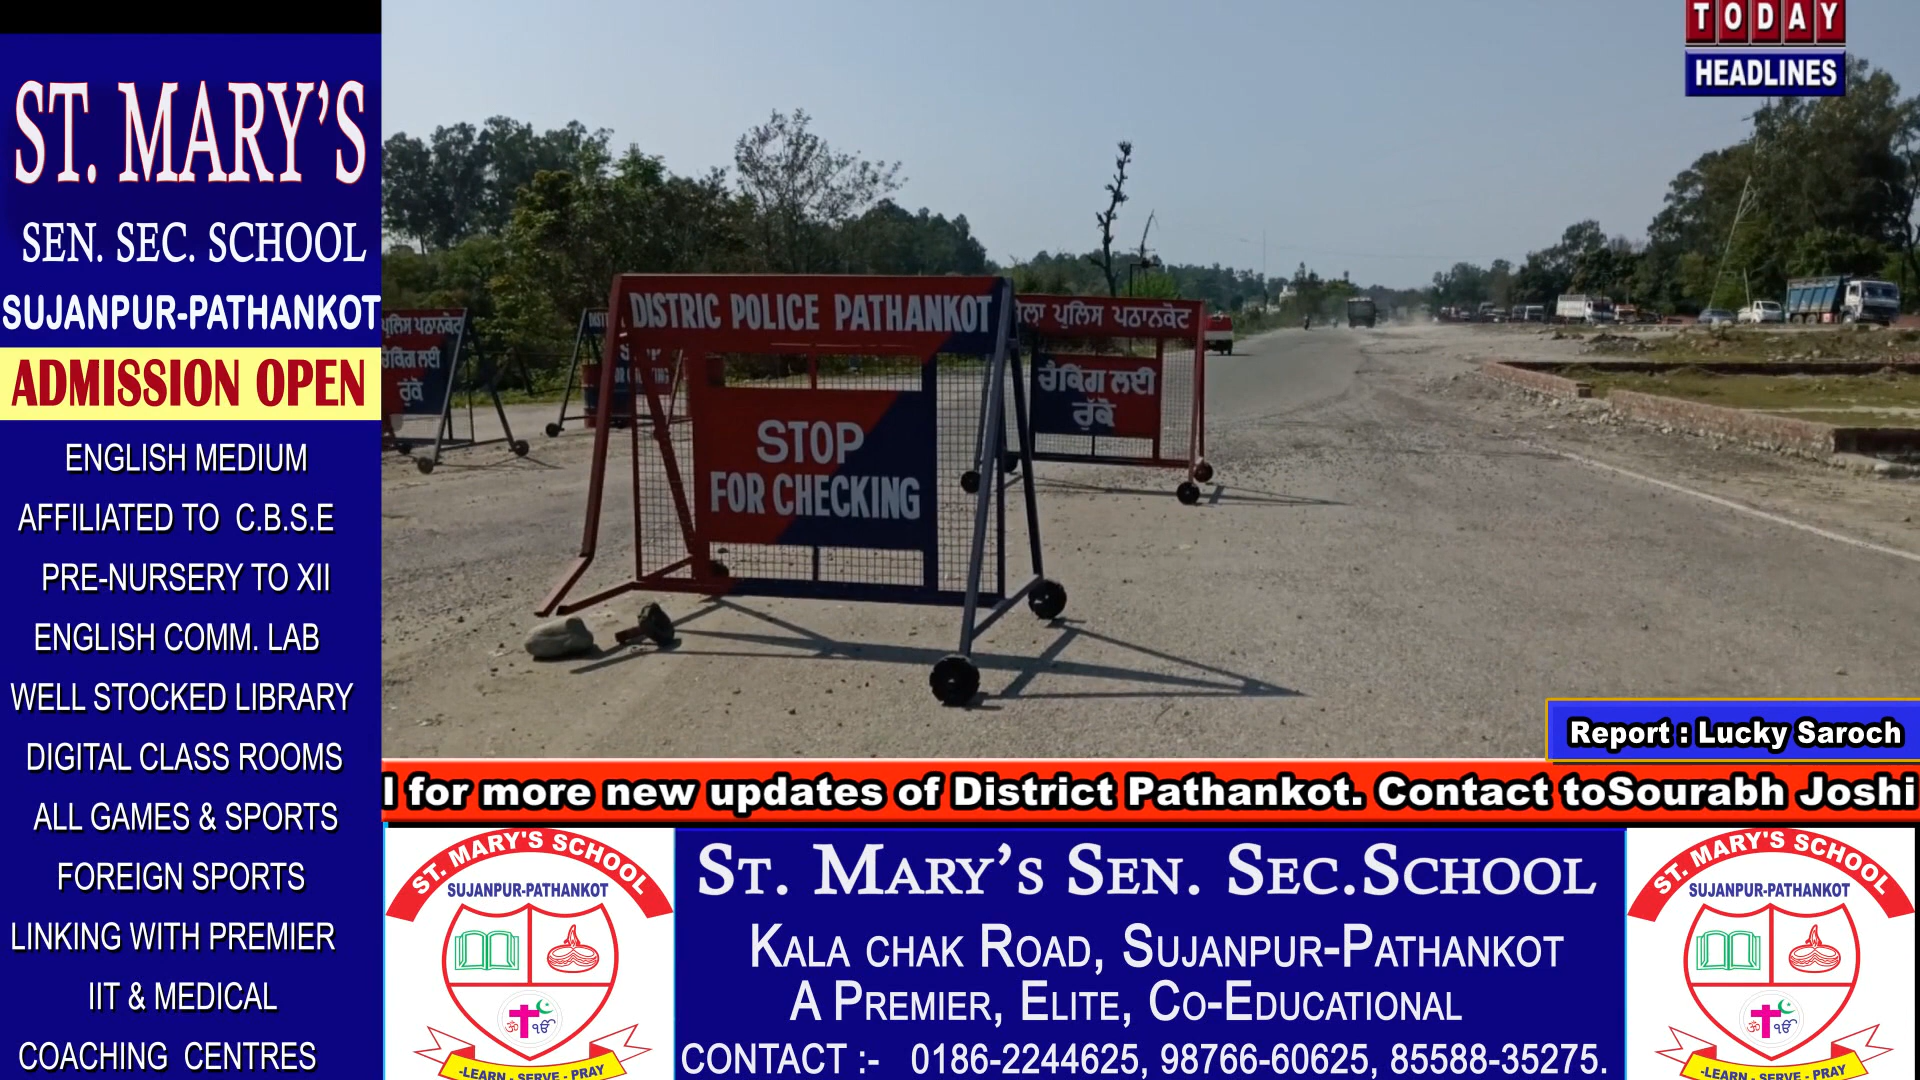 ST. MARY'S
SEN. SEC. SCHOOL
SUJANPUR-PATHANKOT
ADMISSION OPEN
ENGLISH MEDIUM
AFFILIATED TO C.B.S.E
PRE-NURSERY TO XII
ENGLISH COMM. LAB
WELL STOCKED LIBRARY
DIGITAL CLASS ROOMS
ALL GAMES & SPORTS
FOREIGN SPORTS
LINKING WITH PREMIER
IIT & MEDICAL
COACHING CENTRES
TODAY
HEADLINES
ਪੁਲਿਸ ਪਠਾਨਕੋਟ
ਚੈਕਿੰਗ ਲਈ
ਰੁੱਕੋ
DISTRIC POLICE PATHANKOT
STOP
FOR CHECKING
ਲਾ ਪੁਲਿਸ ਪਠਾਨਕੋਟ
ਚੈਕਿੰਗ ਲਈ
ਰੁੱਕੋ
Report : Lucky Saroch
l for more new updates of District Pathankot. Contact toSourabh Joshi
ST. MARY'S SCHOOL
SUJANPUR-PATHANKOT
ॐ ੴ
-LEARN - SERVE - PRAY
ST. MARY'S SEN. SEC.SCHOOL
KALA CHAK ROAD, SUJANPUR-PATHANKOT
A PREMIER, ELITE, CO-EDUCATIONAL
CONTACT :- 0186-2244625, 98766-60625, 85588-35275.
ST. MARY'S SCHOOL
SUJANPUR-PATHANKOT
ॐ ੴ
-LEARN - SERVE - PRAY